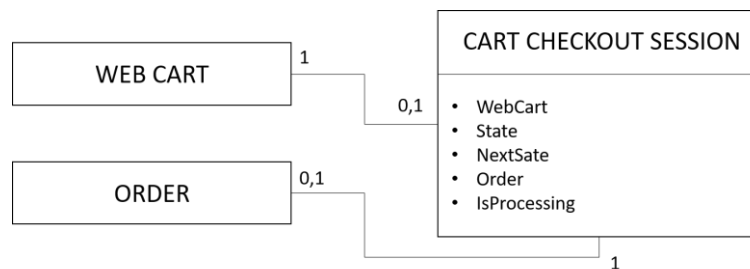 WEB CART
1
0,1
CART CHECKOUT SESSION
• WebCart
• State
• NextSate
• Order
• IsProcessing
ORDER
0,1
1